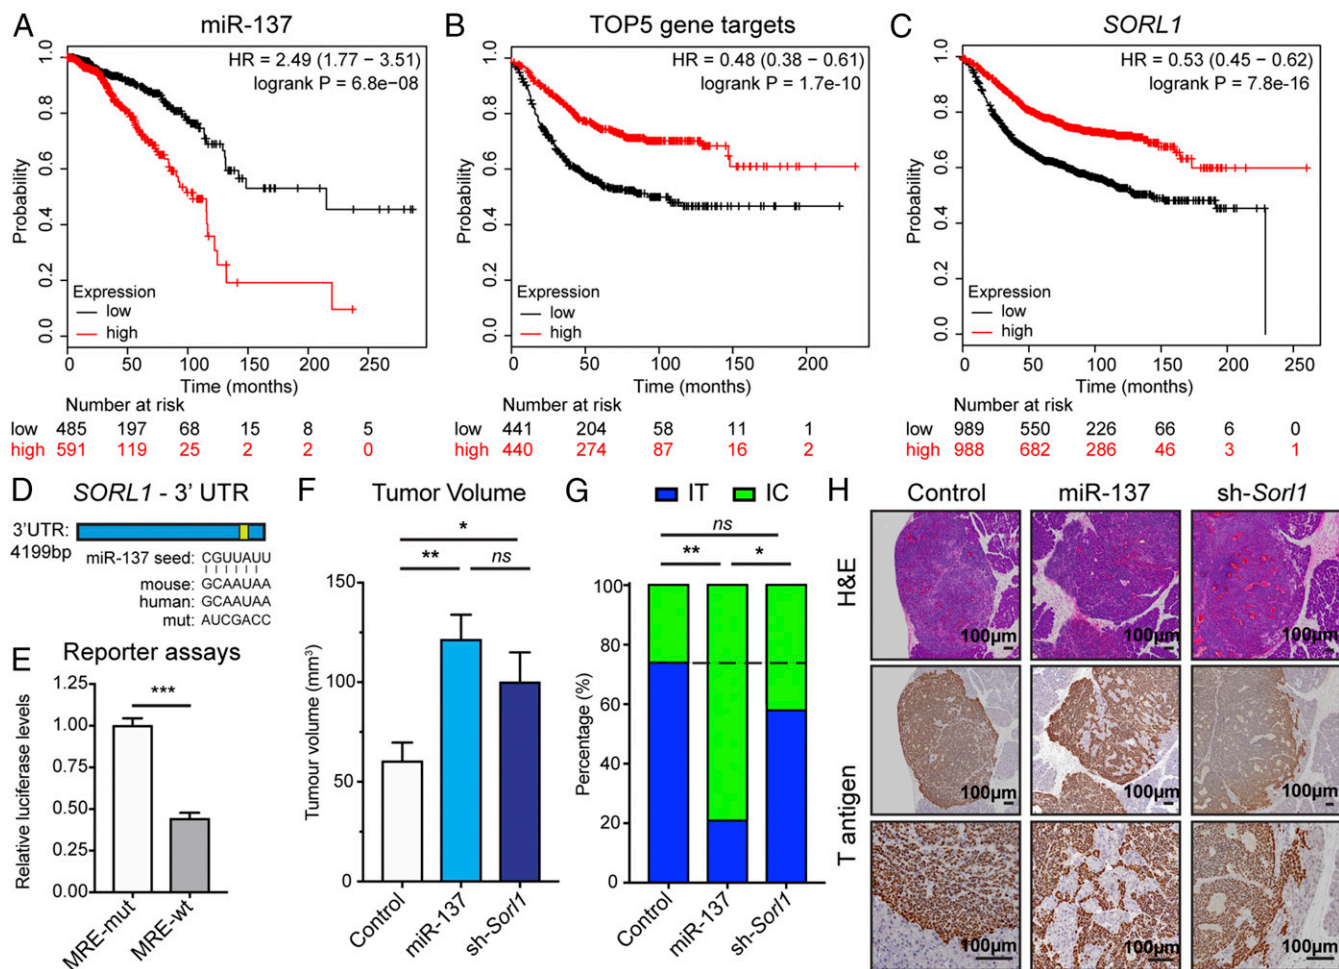 A miR-137
HR = 2.49 (1.77 – 3.51)
logrank P = 6.8e−08
Probability
1.0
0.8
0.6
0.4
0.2
0.0
Expression
low
high
0 50 100 150 200 250
Time (months)
Number at risk
low 485 197 68 15 8 5
high 591 119 25 2 2 0
B TOP5 gene targets
HR = 0.48 (0.38 - 0.61)
logrank P = 1.7e-10
Probability
1.0
0.8
0.6
0.4
0.2
0.0
Expression
low
high
0 50 100 150 200
Time (months)
Number at risk
low 441 204 58 11 1
high 440 274 87 16 2
C SORL1
HR = 0.53 (0.45 - 0.62)
logrank P = 7.8e-16
Probability
1.0
0.8
0.6
0.4
0.2
0.0
Expression
low
high
0 50 100 150 200 250
Time (months)
Number at risk
low 989 550 226 66 6 0
high 988 682 286 46 3 1
D SORL1 - 3' UTR
3'UTR:
4199bp
miR-137 seed: CGUUAUU
mouse: GCAAUAA
human: GCAAUAA
mut: AUCGACC
E Reporter assays
Relative luciferase levels
1.25
1.00
0.75
0.50
0.25
0.00
***
MRE-mut
MRE-wt
F Tumor Volume
*
** ns
Tumour volume (mm³)
150
100
50
0
Control
miR-137
sh-Sorl1
G IT IC
ns
** *
Percentage (%)
100
80
60
40
20
0
Control
miR-137
sh-Sorl1
H Control miR-137 sh-Sorl1
H&E
100µm 100µm 100µm
T antigen
100µm 100µm 100µm
100µm 100µm 100µm